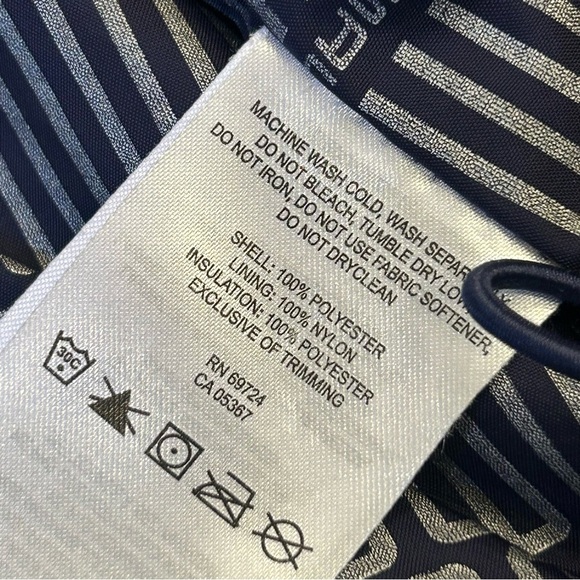 MACHINE WASH COLD, WASH SEPAR
DO NOT BLEACH, TUMBLE DRY LOW
DO NOT IRON, DO NOT USE FABRIC SOFTENER,
DO NOT DRYCLEAN
SHELL: 100% POLYESTER
LINING: 100% NYLON
INSULATION: 100% POLYESTER
EXCLUSIVE OF TRIMMING
RN 69724
CA 05367
30C